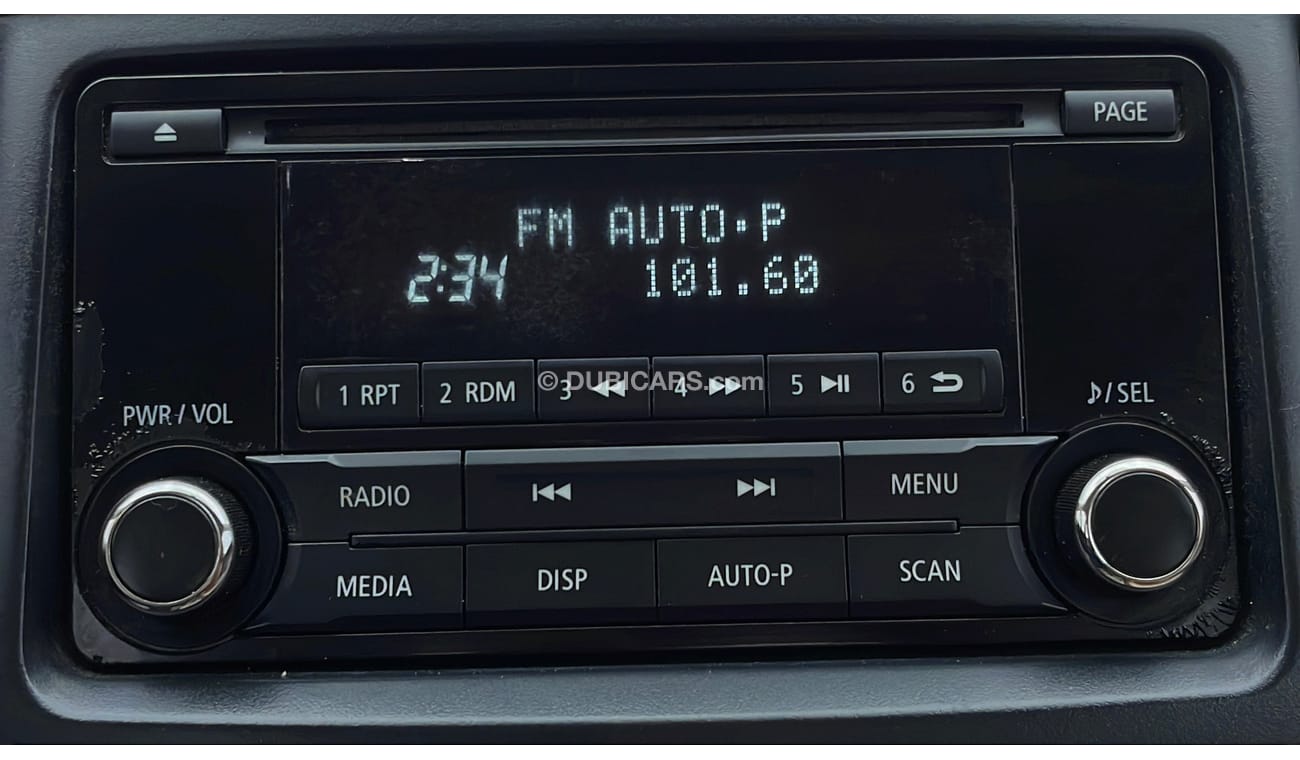 PAGE
FM AUTO·P
2:34 101.60
1 RPT 2 RDM 3 4 5 6
© DUBICARS.com
PWR / VOL
♪/ SEL
RADIO MENU
MEDIA DISP AUTO-P SCAN